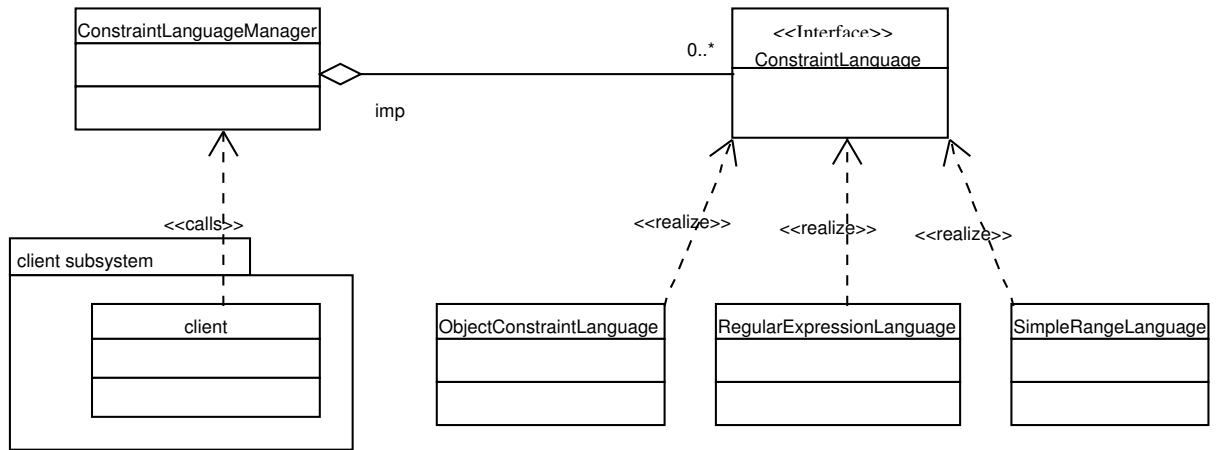 ConstraintLanguageManager
<<Interface>>
ConstraintLanguage
0..*
imp
<<calls>>
<<realize>>
<<realize>>
<<realize>>
client subsystem
client
ObjectConstraintLanguage
RegularExpressionLanguage
SimpleRangeLanguage